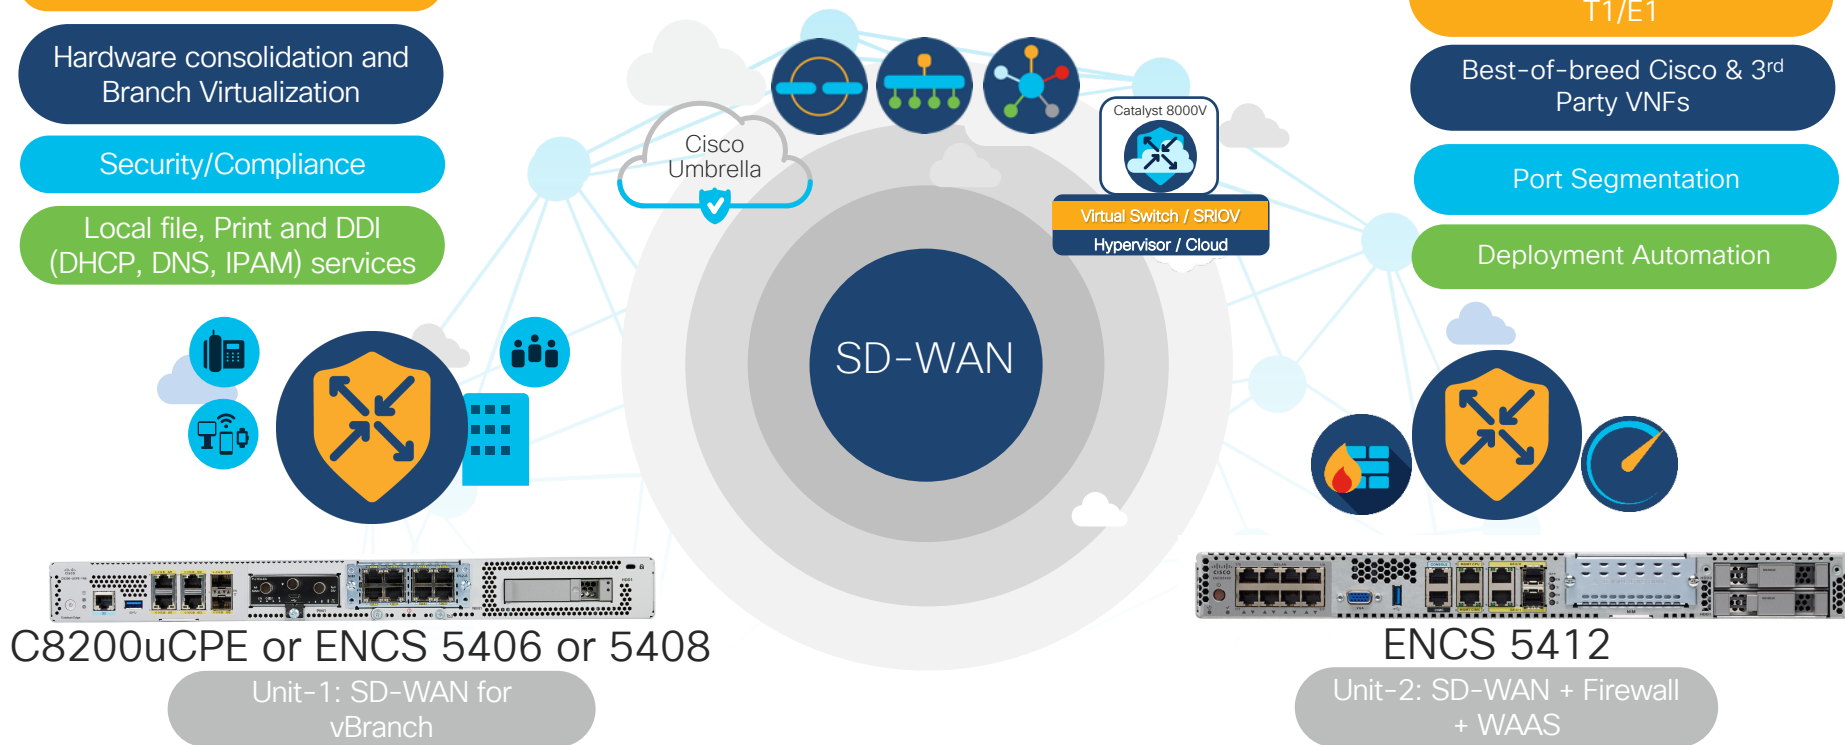 T1/E1
Hardware consolidation and
Branch Virtualization
Best-of-breed Cisco & 3rd
Party VNFs
Security/Compliance
Port Segmentation
Local file, Print and DDI
(DHCP, DNS, IPAM) services
Deployment Automation
Cisco
Umbrella
Catalyst 8000V
Virtual Switch / SRIOV
Hypervisor / Cloud
SD-WAN
CONSOLE
C8200uCPE or ENCS 5406 or 5408
ENCS 5412
Unit-1: SD-WAN for
vBranch
Unit-2: SD-WAN + Firewall
+ WAAS